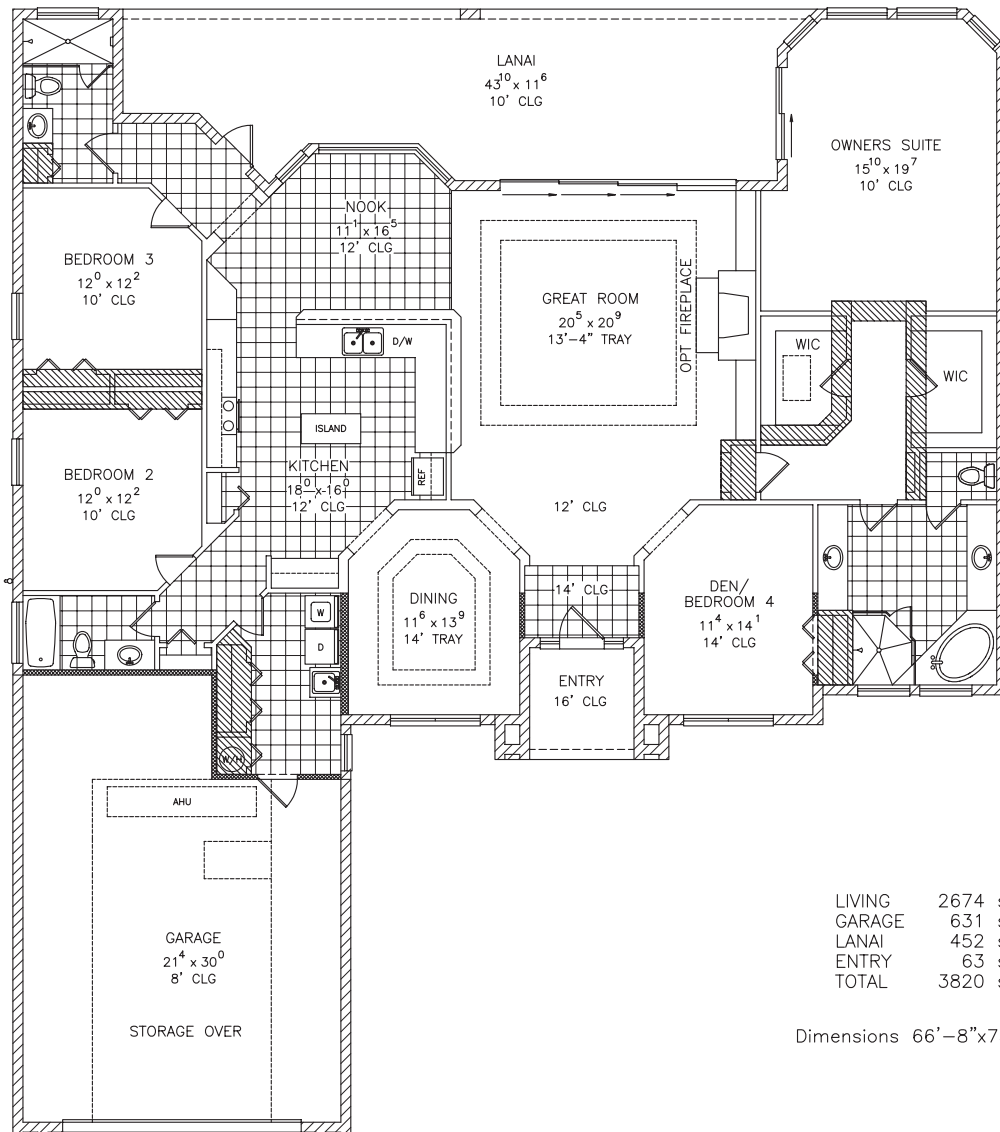 LANAI
43¹⁰ x 11⁶
10' CLG
OWNERS SUITE
15¹⁰ x 19⁷
10' CLG
NOOK
11¹ x 16⁵
12' CLG
BEDROOM 3
12⁰ x 12²
10' CLG
GREAT ROOM
20⁵ x 20⁹
13'-4" TRAY
OPT FIREPLACE
D/W
WIC
WIC
ISLAND
BEDROOM 2
12⁰ x 12²
10' CLG
KITCHEN
18⁰ x 16⁰
12' CLG
REF
12' CLG
DINING
11⁶ x 13⁹
14' TRAY
14' CLG
DEN/
BEDROOM 4
11⁴ x 14¹
14' CLG
W
D
ENTRY
16' CLG
W/H
AHU
GARAGE
21⁴ x 30⁰
8' CLG
STORAGE OVER
LIVING 2674 s
GARAGE 631 s
LANAI 452 s
ENTRY 63 s
TOTAL 3820 s
Dimensions 66'-8"x7